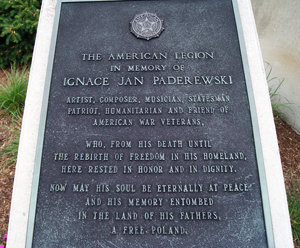 THE AMERICAN LEGION
IN MEMORY OF
IGNACE JAN PADEREWSKI
ARTIST, COMPOSER, MUSICIAN, STATESMAN
PATRIOT, HUMANITARIAN AND FRIEND OF
AMERICAN WAR VETERANS,
WHO, FROM HIS DEATH UNTIL
THE REBIRTH OF FREEDOM IN HIS HOMELAND,
HERE RESTED IN HONOR AND IN DIGNITY.
NOW MAY HIS SOUL BE ETERNALLY AT PEACE
AND HIS MEMORY ENTOMBED
IN THE LAND OF HIS FATHERS,
A FREE POLAND.